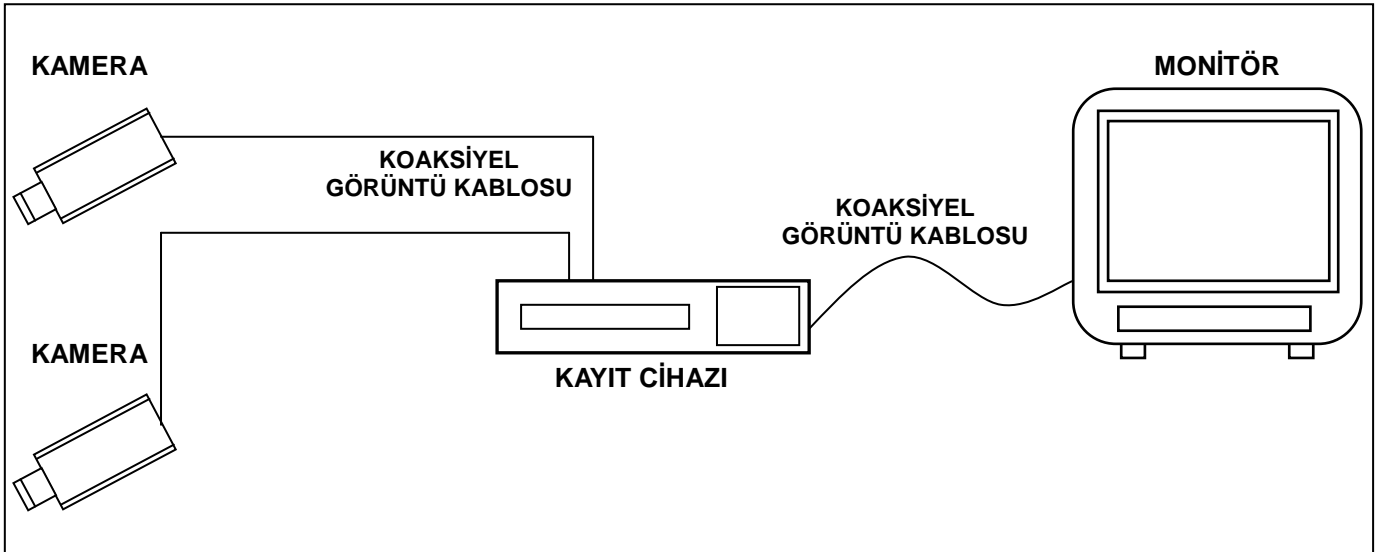 KAMERA
MONİTÖR
KOAKSİYEL
GÖRÜNTÜ KABLOSU
KOAKSİYEL
GÖRÜNTÜ KABLOSU
KAMERA
KAYIT CİHAZI